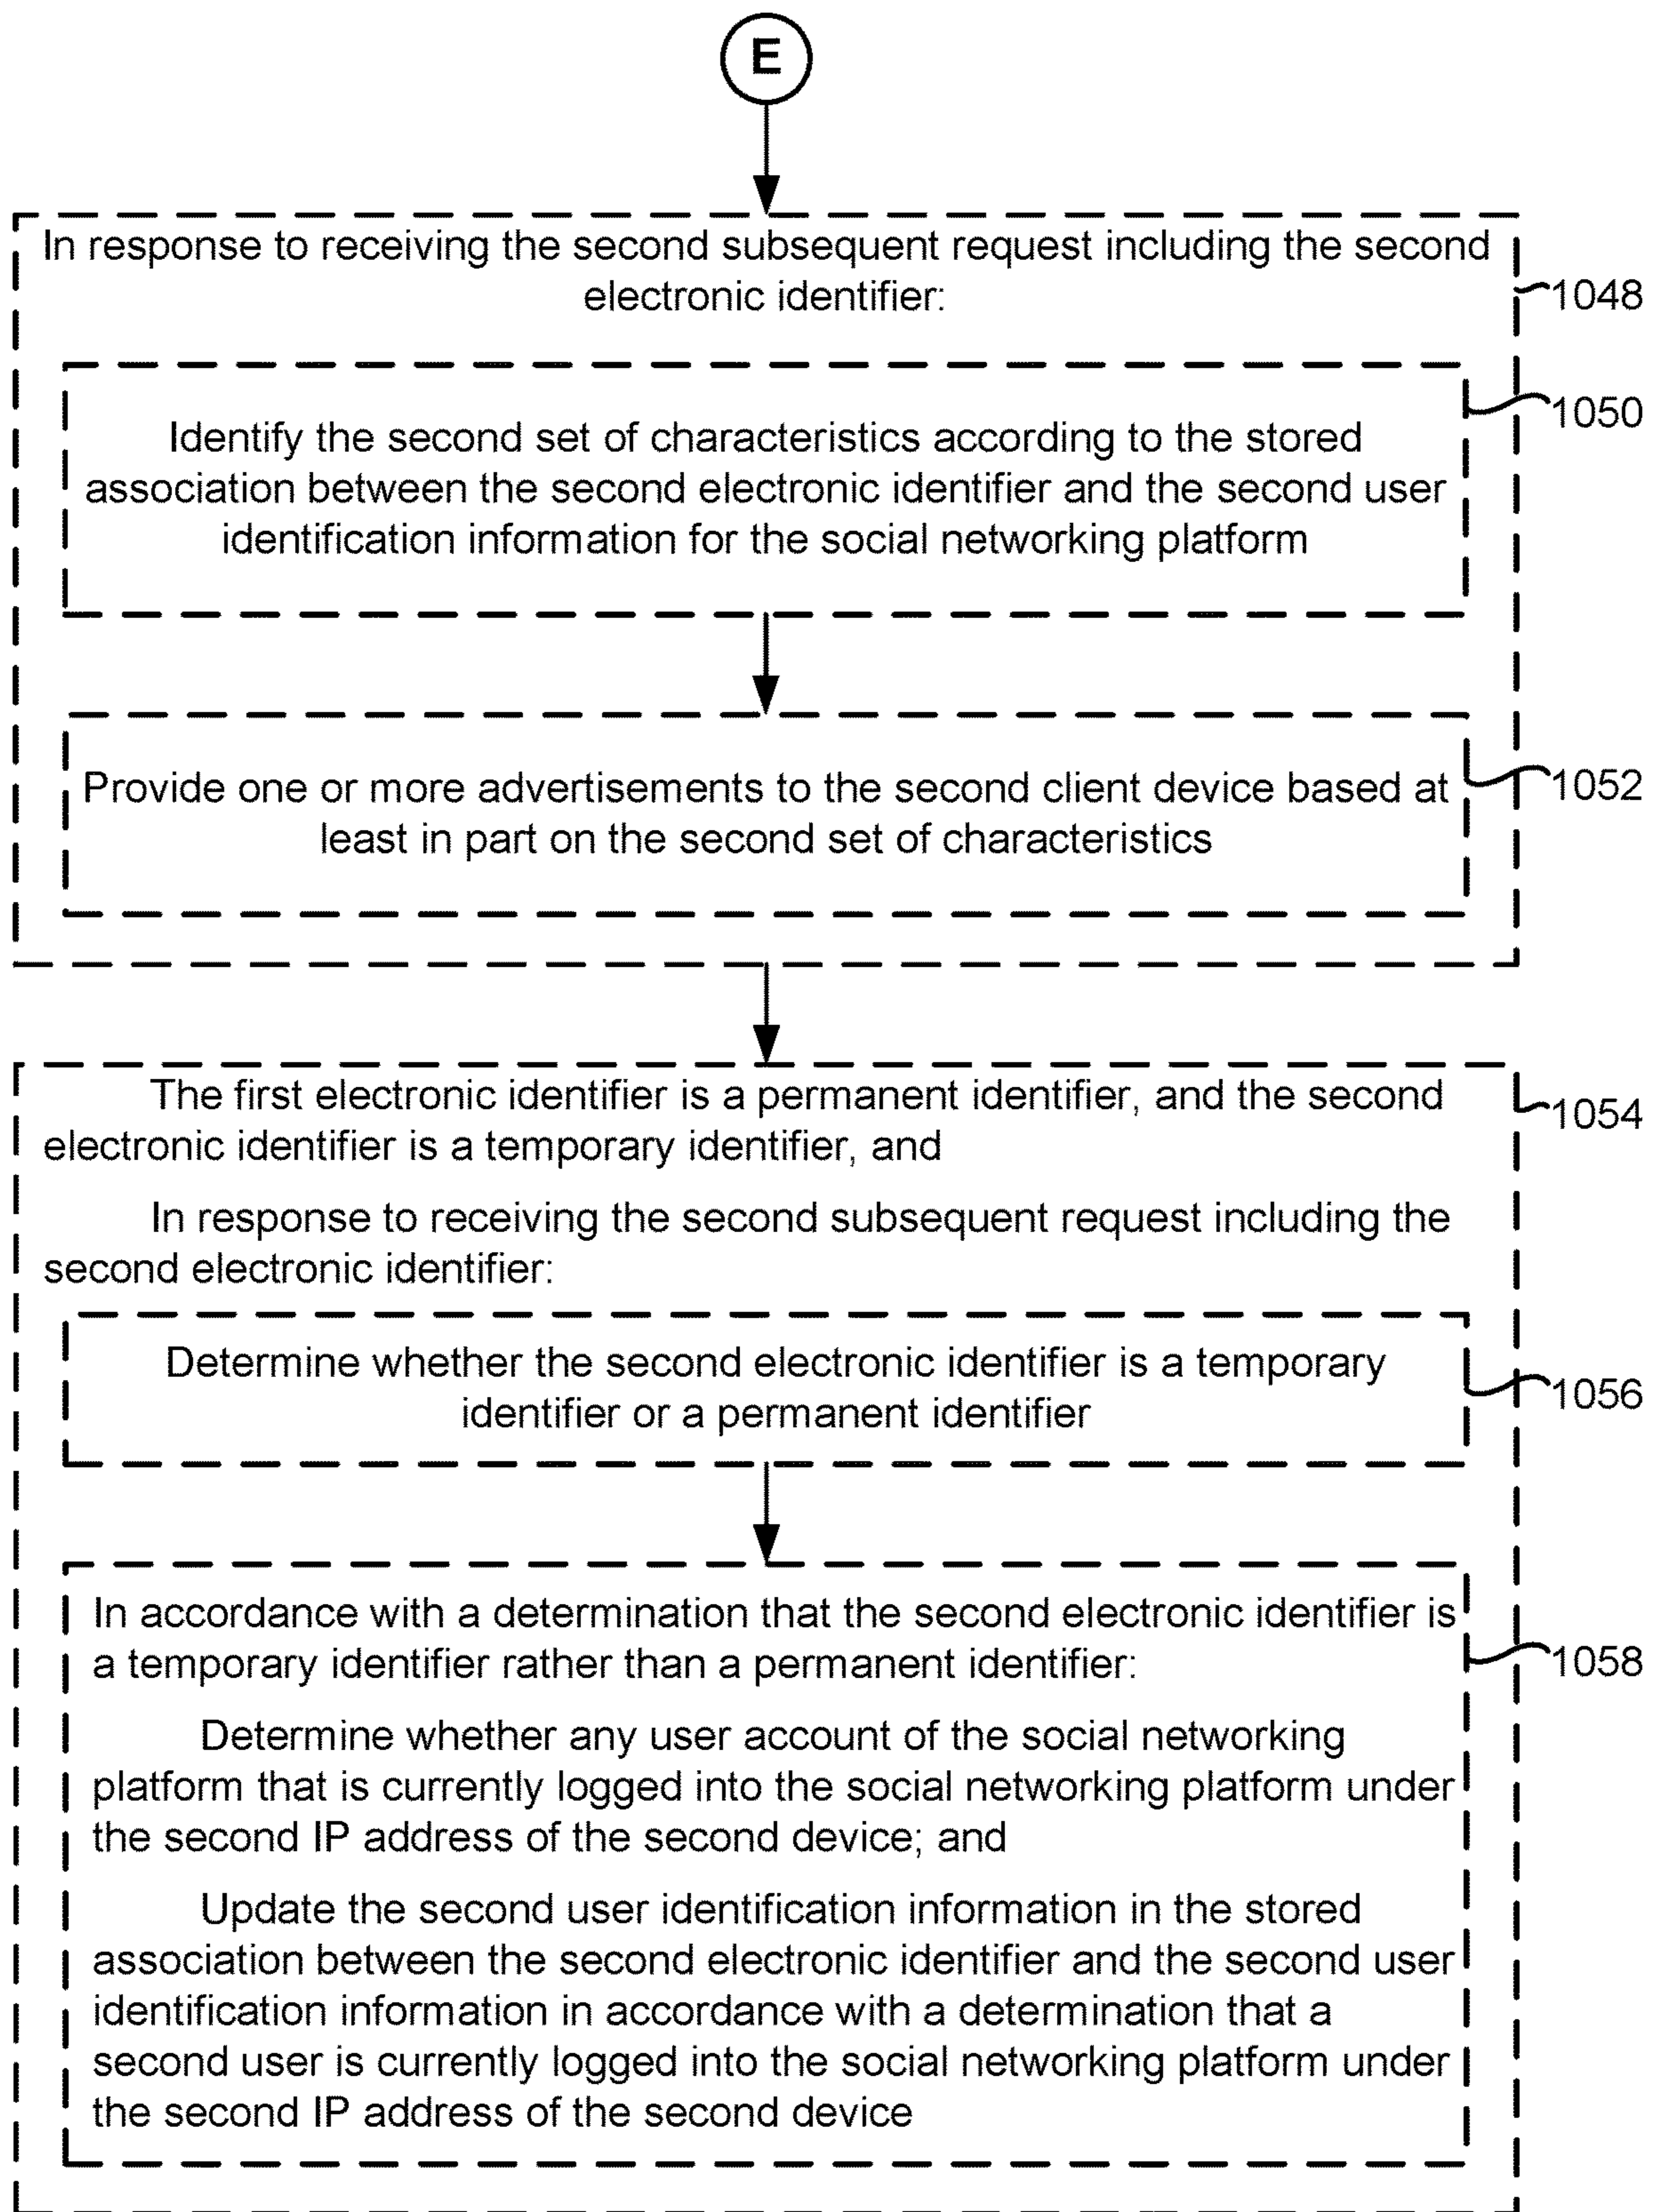 E
In response to receiving the second subsequent request including the second
electronic identifier:
1048
1050
Identify the second set of characteristics according to the stored
association between the second electronic identifier and the second user
identification information for the social networking platform
Provide one or more advertisements to the second client device based at
least in part on the second set of characteristics
1052
The first electronic identifier is a permanent identifier, and the second
electronic identifier is a temporary identifier, and
1054
In response to receiving the second subsequent request including the
second electronic identifier:
Determine whether the second electronic identifier is a temporary
identifier or a permanent identifier
1056
In accordance with a determination that the second electronic identifier is
a temporary identifier rather than a permanent identifier:
1058
Determine whether any user account of the social networking
platform that is currently logged into the social networking platform under
the second IP address of the second device; and
Update the second user identification information in the stored
association between the second electronic identifier and the second user
identification information in accordance with a determination that a
second user is currently logged into the social networking platform under
the second IP address of the second device